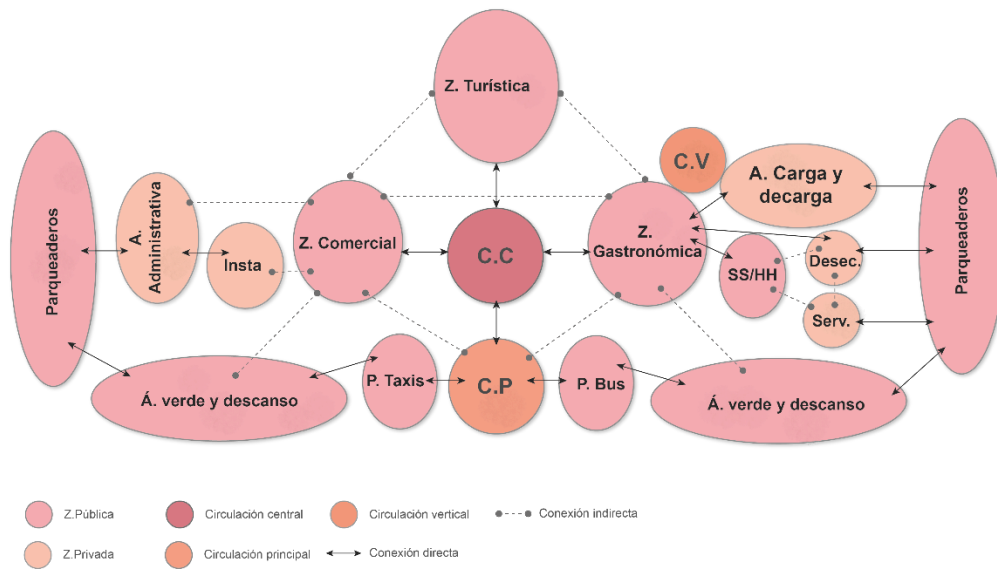 Z. Turística
C.V
A. Carga y
decarga
Parqueaderos
A.
Administrativa
Insta
Z. Comercial
C.C
Z.
Gastronómica
SS/HH
Desec.
Serv.
Parqueaderos
Á. verde y descanso
P. Taxis
C.P
P. Bus
Á. verde y descanso
Z.Pública
Circulación central
Circulación vertical
Conexión indirecta
Z.Privada
Circulación principal
Conexión directa